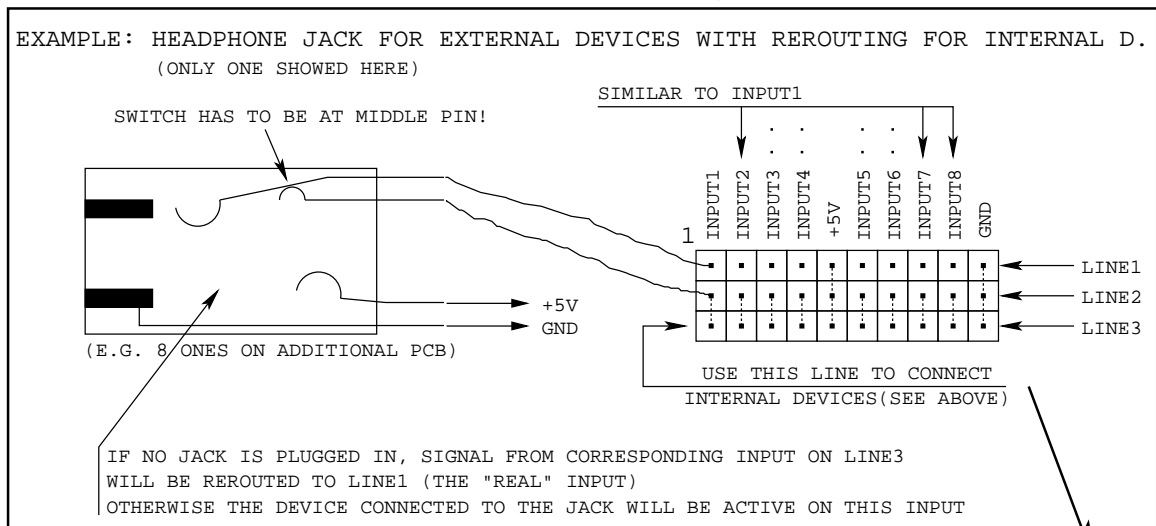 EXAMPLE: HEADPHONE JACK FOR EXTERNAL DEVICES WITH REROUTING FOR INTERNAL D.
(ONLY ONE SHOWED HERE)
SIMILAR TO INPUT1
SWITCH HAS TO BE AT MIDDLE PIN!
1
INPUT1
INPUT2
INPUT3
INPUT4
+5V
INPUT5
INPUT6
INPUT7
INPUT8
GND
LINE1
LINE2
LINE3
+5V
GND
(E.G. 8 ONES ON ADDITIONAL PCB)
USE THIS LINE TO CONNECT
INTERNAL DEVICES(SEE ABOVE)
IF NO JACK IS PLUGGED IN, SIGNAL FROM CORRESPONDING INPUT ON LINE3
WILL BE REROUTED TO LINE1 (THE "REAL" INPUT)
OTHERWISE THE DEVICE CONNECTED TO THE JACK WILL BE ACTIVE ON THIS INPUT